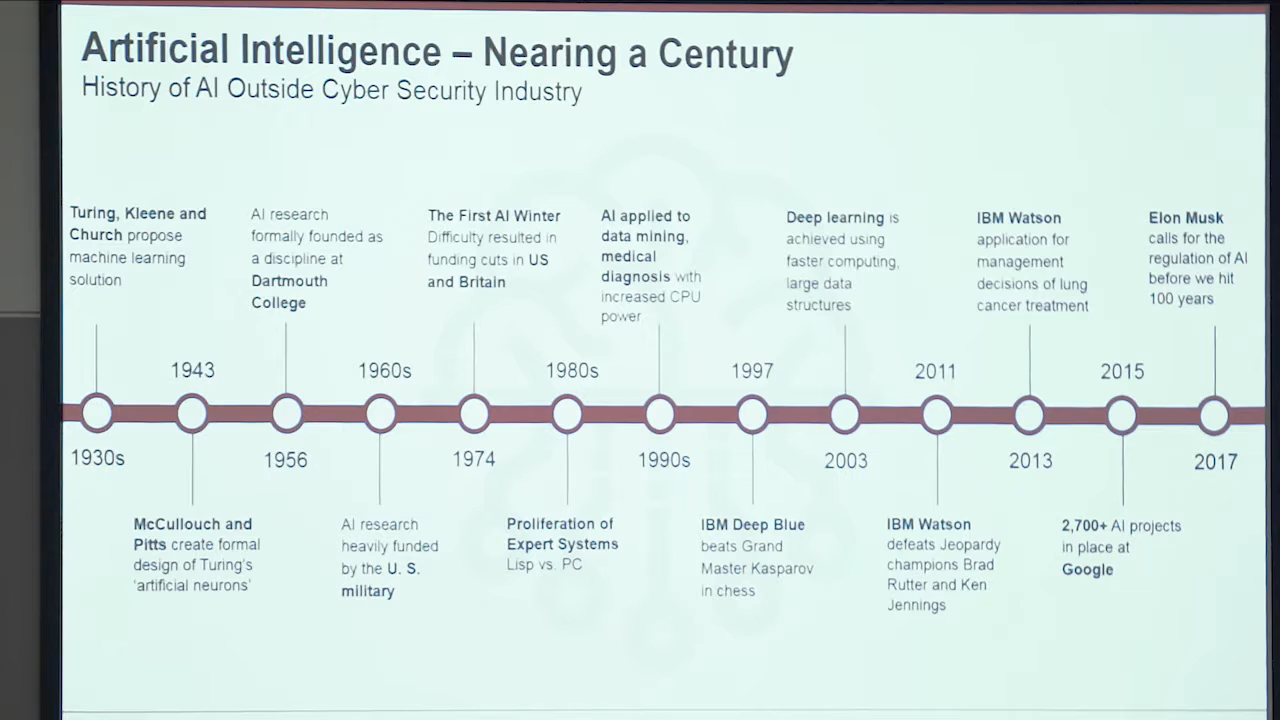 Artificial Intelligence – Nearing a Century
History of AI Outside Cyber Security Industry
Turing, Kleene and
Church propose
machine learning
solution
AI research
formally founded as
a discipline at
Dartmouth
College
The First AI Winter
Difficulty resulted in
funding cuts in US
and Britain
AI applied to
data mining,
medical
diagnosis with
increased CPU
power
Deep learning is
achieved using
faster computing,
large data
structures
IBM Watson
application for
management
decisions of lung
cancer treatment
Elon Musk
calls for the
regulation of AI
before we hit
100 years
1943
1960s
1980s
1997
2011
2015
1930s
1956
1974
1990s
2003
2013
2017
McCullouch and
Pitts create formal
design of Turing's
'artificial neurons'
AI research
heavily funded
by the U. S.
military
Proliferation of
Expert Systems
Lisp vs. PC
IBM Deep Blue
beats Grand
Master Kasparov
in chess
IBM Watson
defeats Jeopardy
champions Brad
Rutter and Ken
Jennings
2,700+ AI projects
in place at
Google